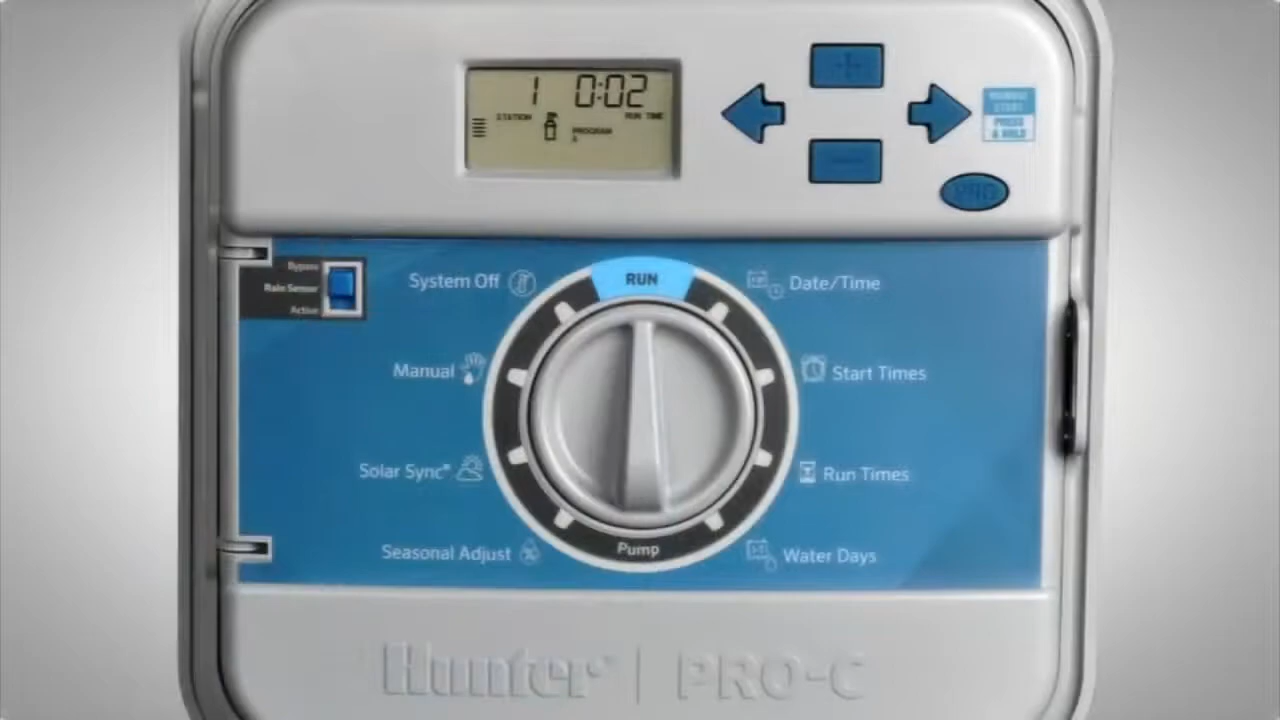 1 0:02
STATION
RUN TIME
PROGRAM
A
MANUAL
START
PRESS
& HOLD
PRO
Bypass
Rain Sensor
Active
System Off
RUN
Date/Time
Manual
Start Times
Solar Sync®
Run Times
Seasonal Adjust
Pump
Water Days
Hunter® | PRO-C